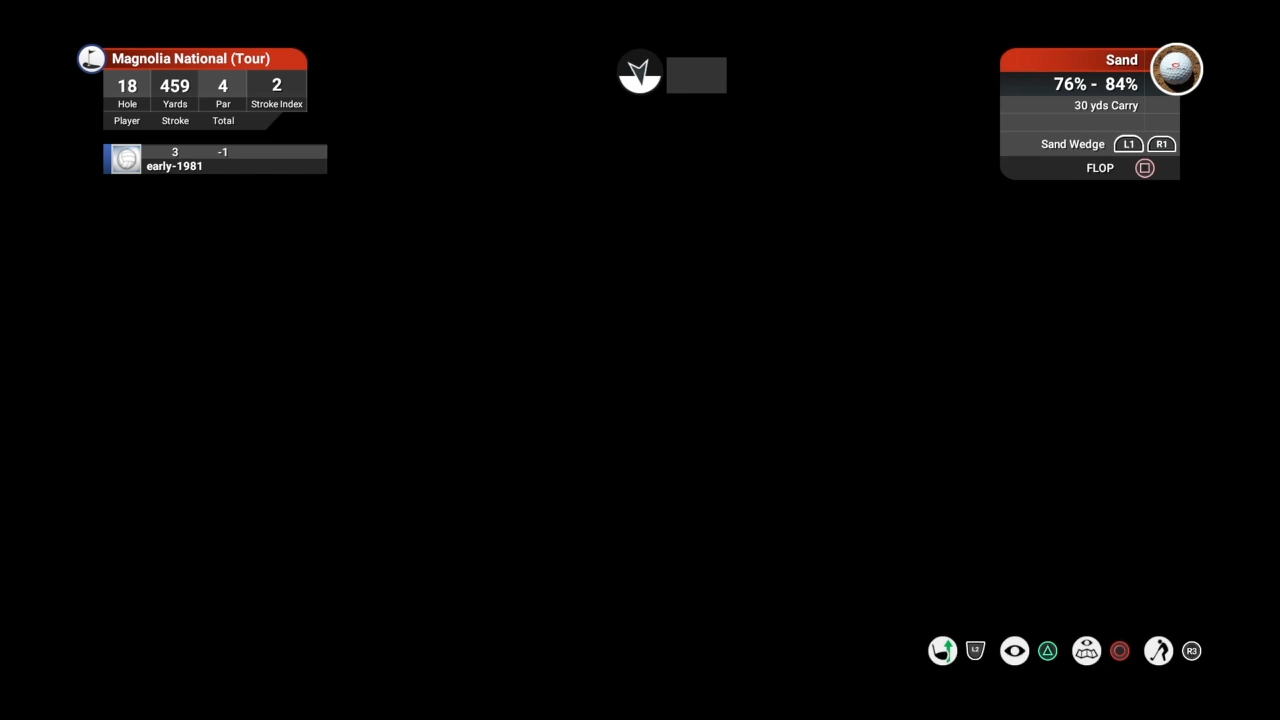 Magnolia National (Tour)
18 459 4 2
Hole Yards Par Stroke Index
Player Stroke Total
3 -1
early-1981
Sand
76% - 84%
30 yds Carry
Sand Wedge L1 R1
FLOP
L2 R3